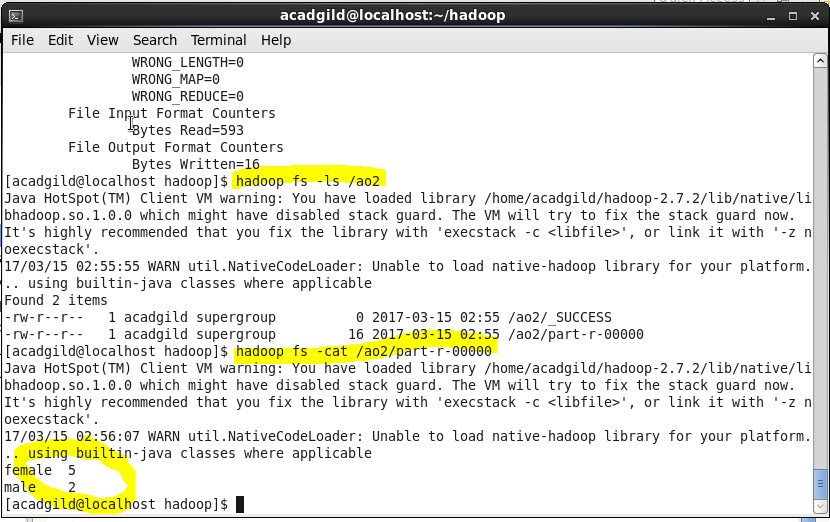 acadgild@localhost:~/hadoop
File Edit View Search Terminal Help
WRONG_LENGTH=0
WRONG_MAP=0
WRONG_REDUCE=0
File Input Format Counters
Bytes Read=593
File Output Format Counters
Bytes Written=16
[acadgild@localhost hadoop]$ hadoop fs -ls /ao2
Java HotSpot(TM) Client VM warning: You have loaded library /home/acadgild/hadoop-2.7.2/lib/native/li
bhadoop.so.1.0.0 which might have disabled stack guard. The VM will try to fix the stack guard now.
It's highly recommended that you fix the library with 'execstack -c <libfile>', or link it with '-z n
oexecstack'.
17/03/15 02:55:55 WARN util.NativeCodeLoader: Unable to load native-hadoop library for your platform.
.. using builtin-java classes where applicable
Found 2 items
-rw-r--r--   1 acadgild supergroup          0 2017-03-15 02:55 /ao2/_SUCCESS
-rw-r--r--   1 acadgild supergroup         16 2017-03-15 02:55 /ao2/part-r-00000
[acadgild@localhost hadoop]$ hadoop fs -cat /ao2/part-r-00000
Java HotSpot(TM) Client VM warning: You have loaded library /home/acadgild/hadoop-2.7.2/lib/native/li
bhadoop.so.1.0.0 which might have disabled stack guard. The VM will try to fix the stack guard now.
It's highly recommended that you fix the library with 'execstack -c <libfile>', or link it with '-z n
oexecstack'.
17/03/15 02:56:07 WARN util.NativeCodeLoader: Unable to load native-hadoop library for your platform.
.. using builtin-java classes where applicable
female  5
male    2
[acadgild@localhost hadoop]$